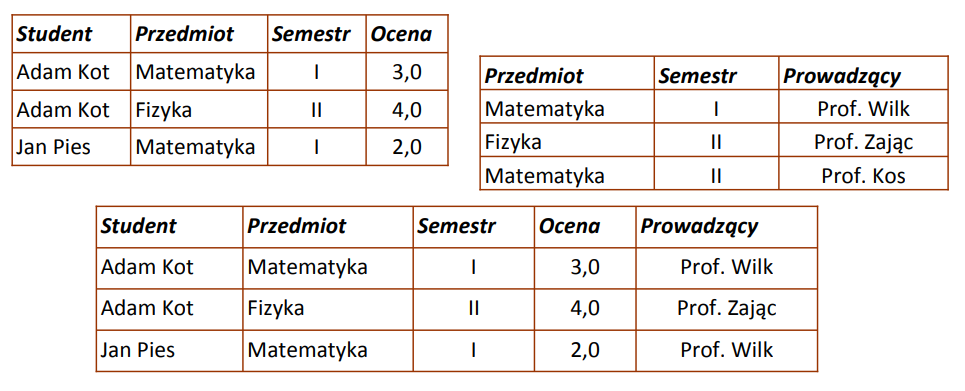 Student Przedmiot Semestr Ocena
Adam Kot Matematyka I 3,0
Adam Kot Fizyka II 4,0
Jan Pies Matematyka I 2,0
Przedmiot Semestr Prowadzący
Matematyka I Prof. Wilk
Fizyka II Prof. Zając
Matematyka II Prof. Kos
Student Przedmiot Semestr Ocena Prowadzący
Adam Kot Matematyka I 3,0 Prof. Wilk
Adam Kot Fizyka II 4,0 Prof. Zając
Jan Pies Matematyka I 2,0 Prof. Wilk